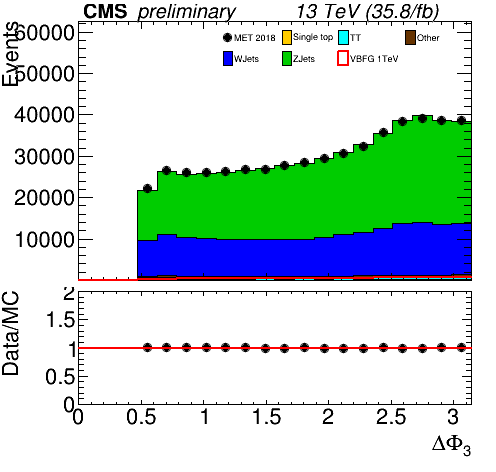 CMS preliminary 13 TeV (35.8/fb)
Events
60000
50000
40000
30000
20000
10000
MET 2018 Single top TT Other
WJets ZJets VBFG 1TeV
Data/MC
2
1.5
1
0.5
0
0 0.5 1 1.5 2 2.5 3
ΔΦ3